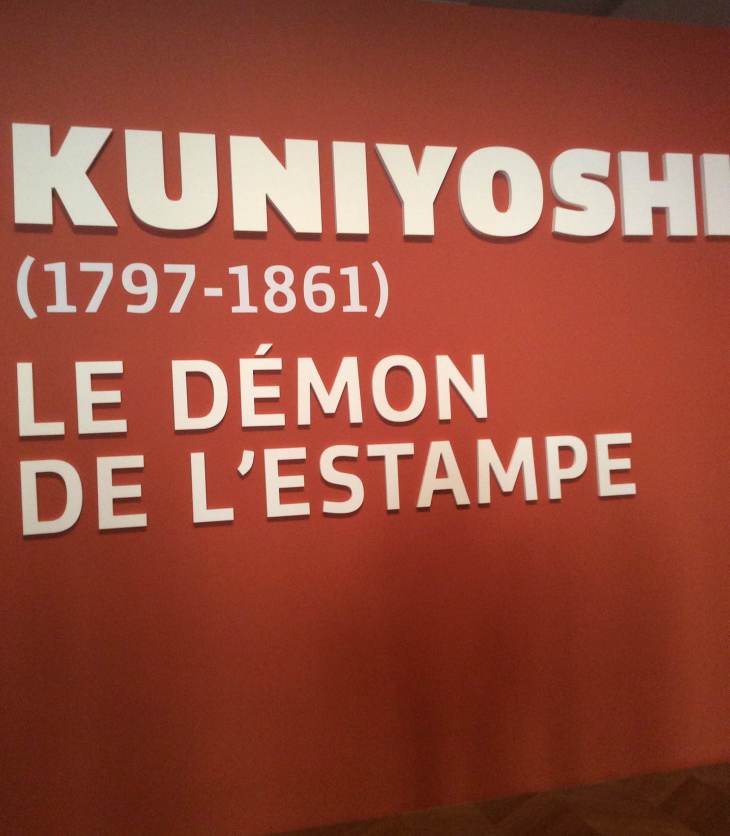 KUNIYOSHI
(1797-1861)
LE DÉMON
DE L'ESTAMPE